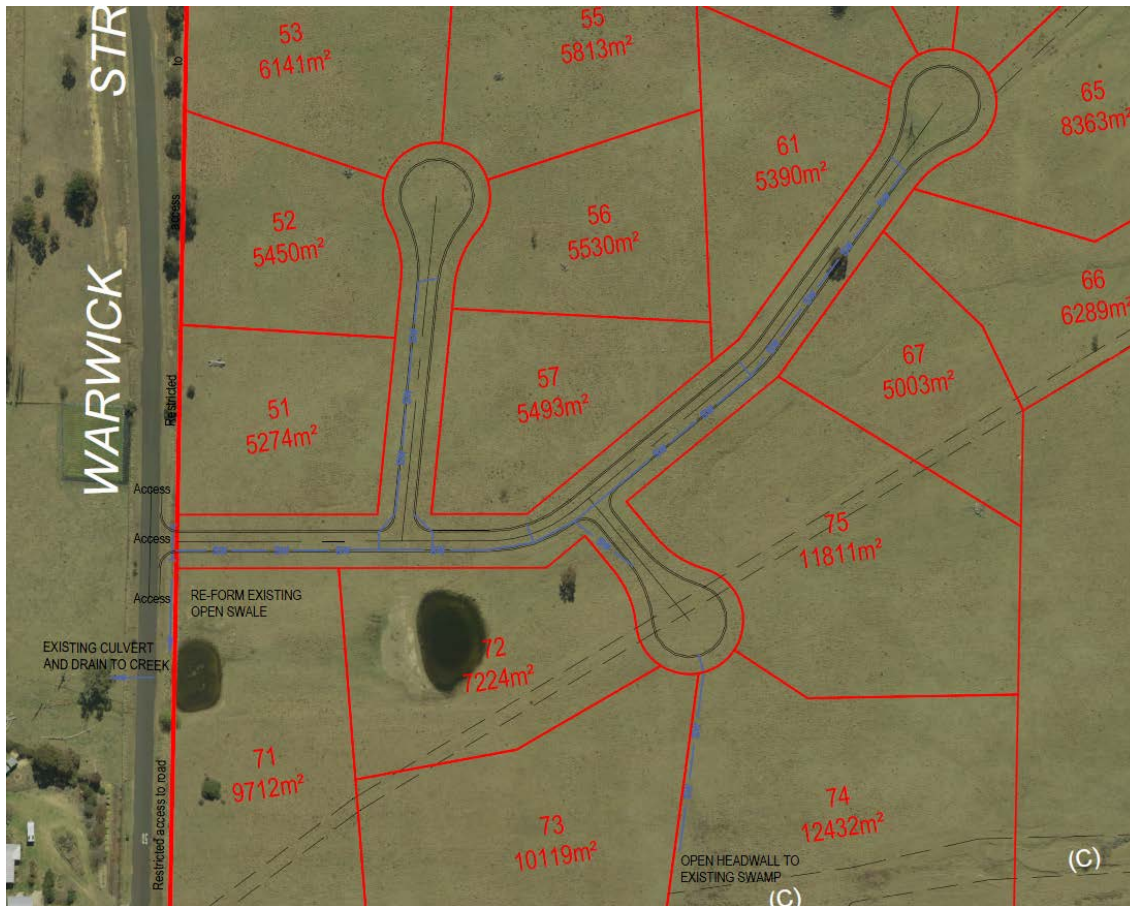 53
6141m²
55
5813m²
65
8363m²
61
5390m²
to
WARWICK STR
52
5450m²
56
5530m²
access
66
6289m²
67
5003m²
57
5493m²
51
5274m²
Restricted
Access
Access
Access
75
11811m²
RE-FORM EXISTING
OPEN SWALE
EXISTING CULVERT
AND DRAIN TO CREEK
72
7224m²
71
9712m²
Restricted access to road
73
10119m²
74
12432m²
OPEN HEADWALL TO
EXISTING SWAMP
(C)
(C)